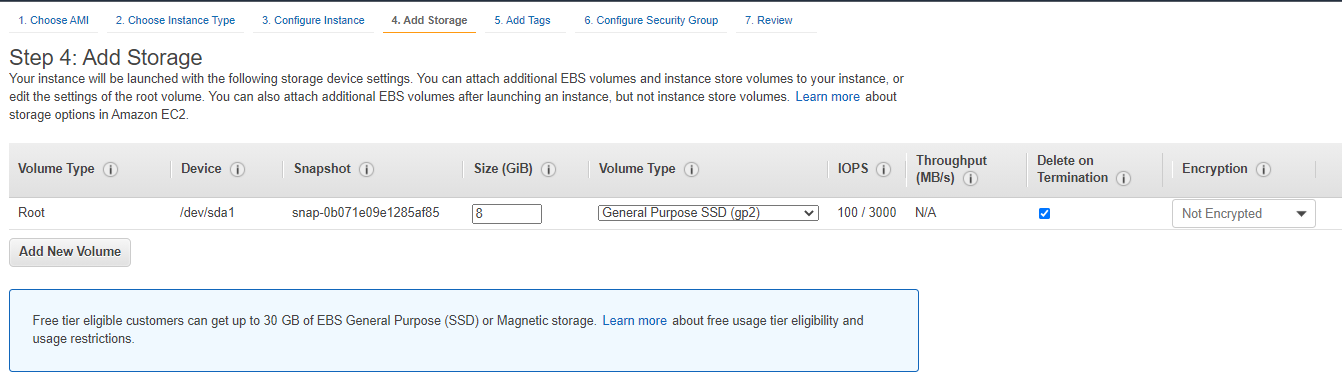 1. Choose AMI 2. Choose Instance Type 3. Configure Instance 4. Add Storage 5. Add Tags 6. Configure Security Group 7. Review
Step 4: Add Storage
Your instance will be launched with the following storage device settings. You can attach additional EBS volumes and instance store volumes to your instance, or
edit the settings of the root volume. You can also attach additional EBS volumes after launching an instance, but not instance store volumes. Learn more about
storage options in Amazon EC2.
Volume Type Device Snapshot Size (GiB) Volume Type IOPS Throughput (MB/s) Delete on Termination Encryption
Root /dev/sda1 snap-0b071e09e1285af85 8 General Purpose SSD (gp2) 100 / 3000 N/A Not Encrypted
Add New Volume
Free tier eligible customers can get up to 30 GB of EBS General Purpose (SSD) or Magnetic storage. Learn more about free usage tier eligibility and
usage restrictions.